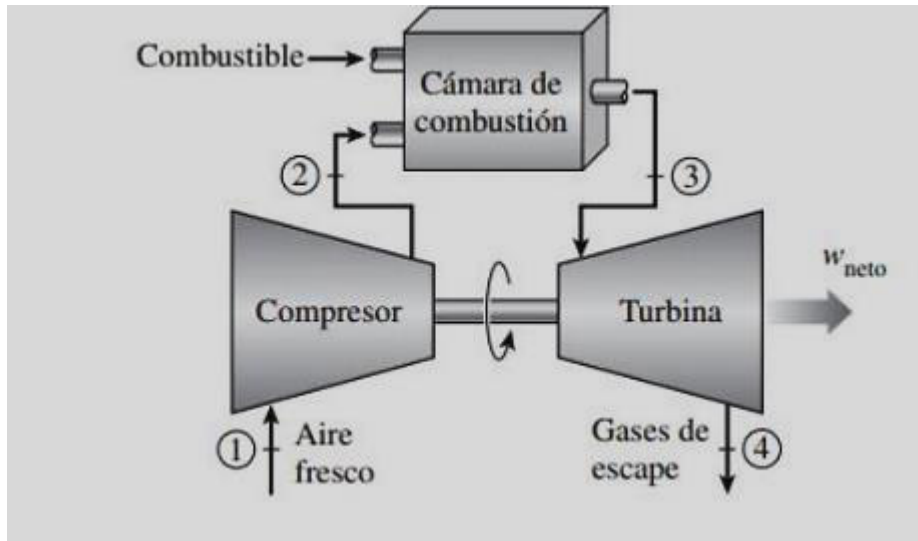 Combustible
Cámara de
combustión
2
3
w neto
Compresor
Turbina
1
Aire
fresco
Gases de
escape
4